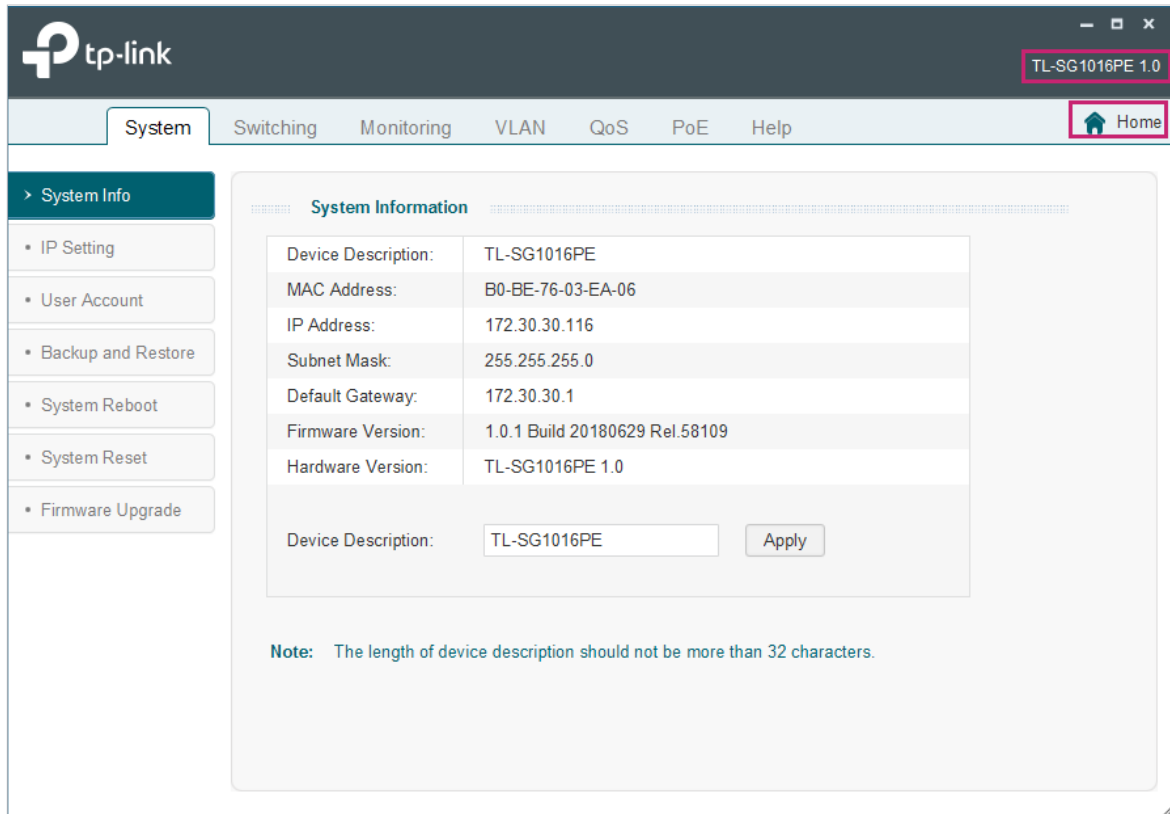 tp-link
TL-SG1016PE 1.0
System Switching Monitoring VLAN QoS PoE Help Home
> System Info
• IP Setting
• User Account
• Backup and Restore
• System Reboot
• System Reset
• Firmware Upgrade
System Information
Device Description: TL-SG1016PE
MAC Address: B0-BE-76-03-EA-06
IP Address: 172.30.30.116
Subnet Mask: 255.255.255.0
Default Gateway: 172.30.30.1
Firmware Version: 1.0.1 Build 20180629 Rel.58109
Hardware Version: TL-SG1016PE 1.0
Device Description: TL-SG1016PE Apply
Note: The length of device description should not be more than 32 characters.